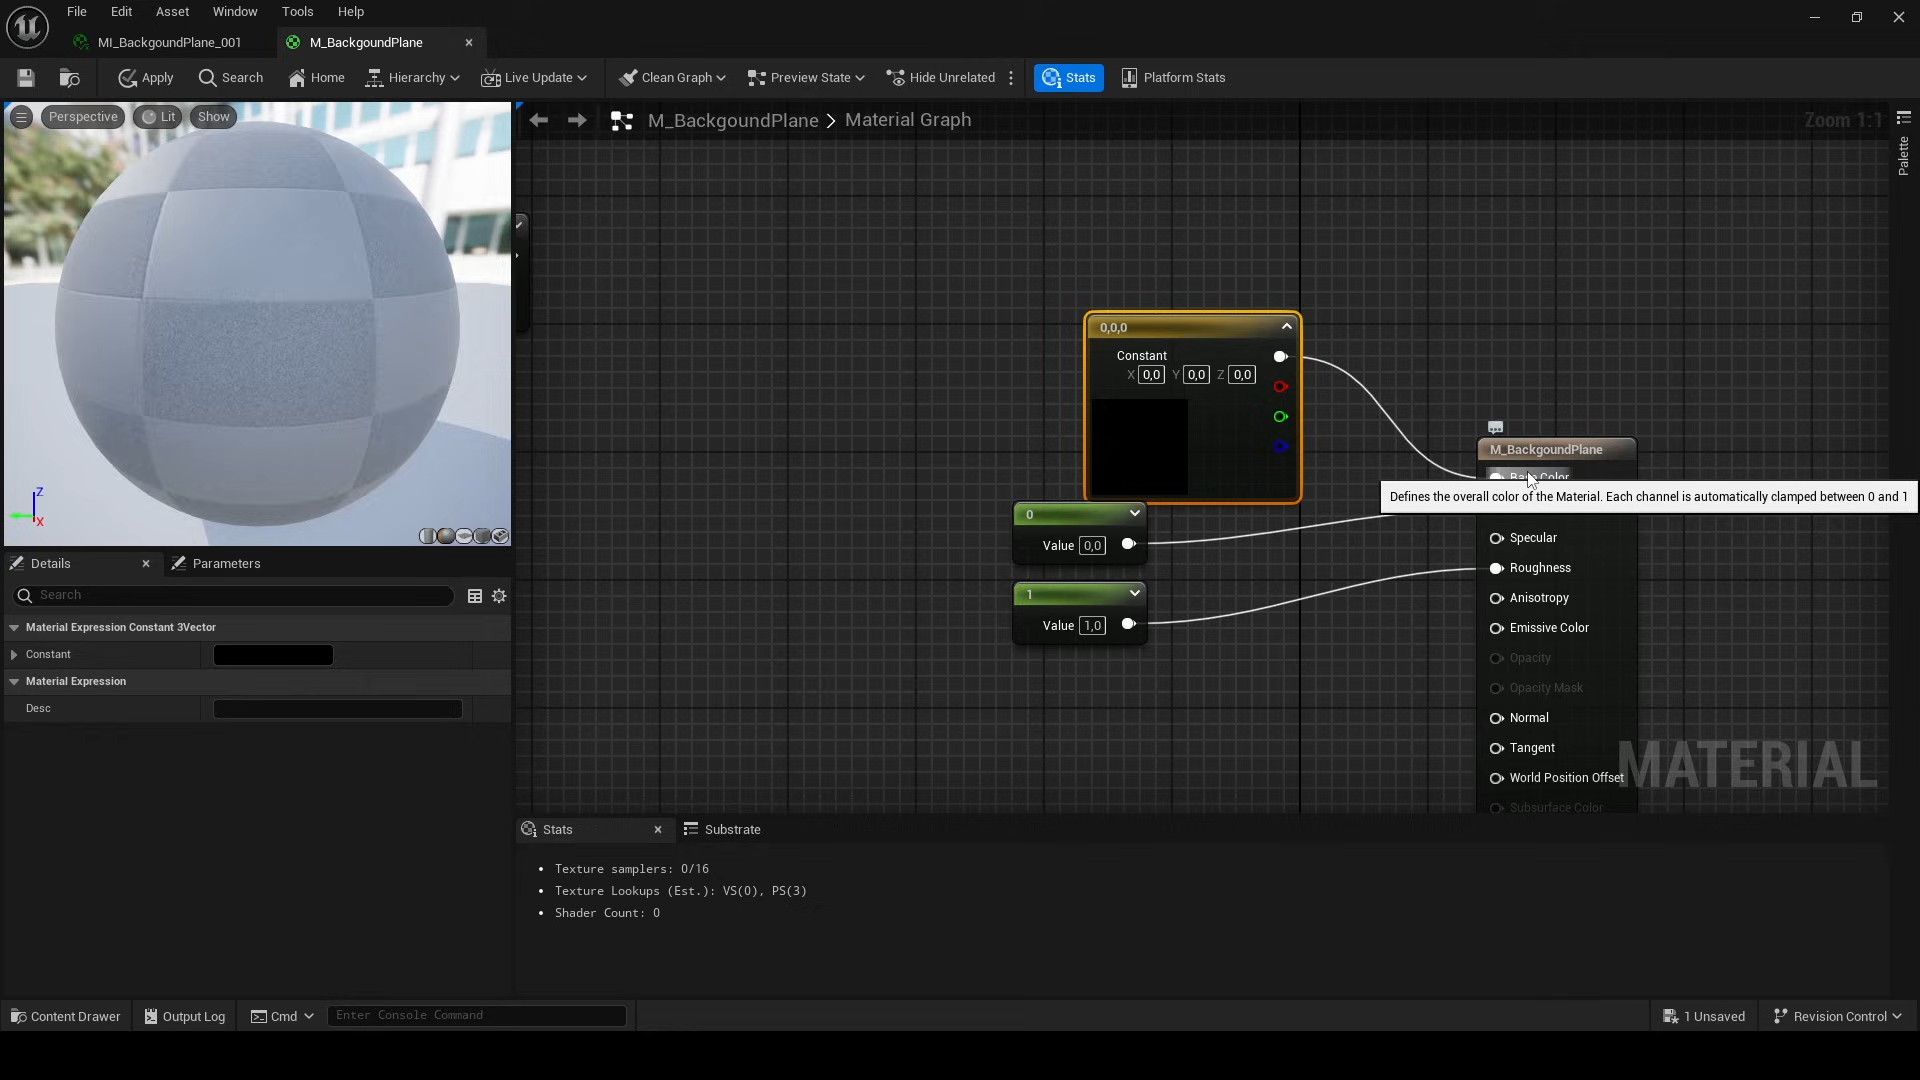 File Edit Asset Window Tools Help
MI_BackgoundPlane_001 M_BackgoundPlane
Apply Search Home Hierarchy Live Update Clean Graph Preview State Hide Unrelated Stats Platform Stats
Perspective Lit Show
M_BackgoundPlane > Material Graph
Zoom 1:1
Palette
0,0,0
Constant
X 0,0 Y 0,0 Z 0,0
M_BackgoundPlane
Base Color
Defines the overall color of the Material. Each channel is automatically clamped between 0 and 1
0
Value 0,0
Specular
Roughness
1
Value 1,0
Anisotropy
Emissive Color
Opacity
Opacity Mask
Normal
Tangent
World Position Offset
Subsurface Color
MATERIAL
Z
X
Details Parameters
Search
Material Expression Constant 3Vector
Constant
Material Expression
Desc
Stats Substrate
Texture samplers: 0/16
Texture Lookups (Est.): VS(0), PS(3)
Shader Count: 0
Content Drawer Output Log Cmd Enter Console Command 1 Unsaved Revision Control